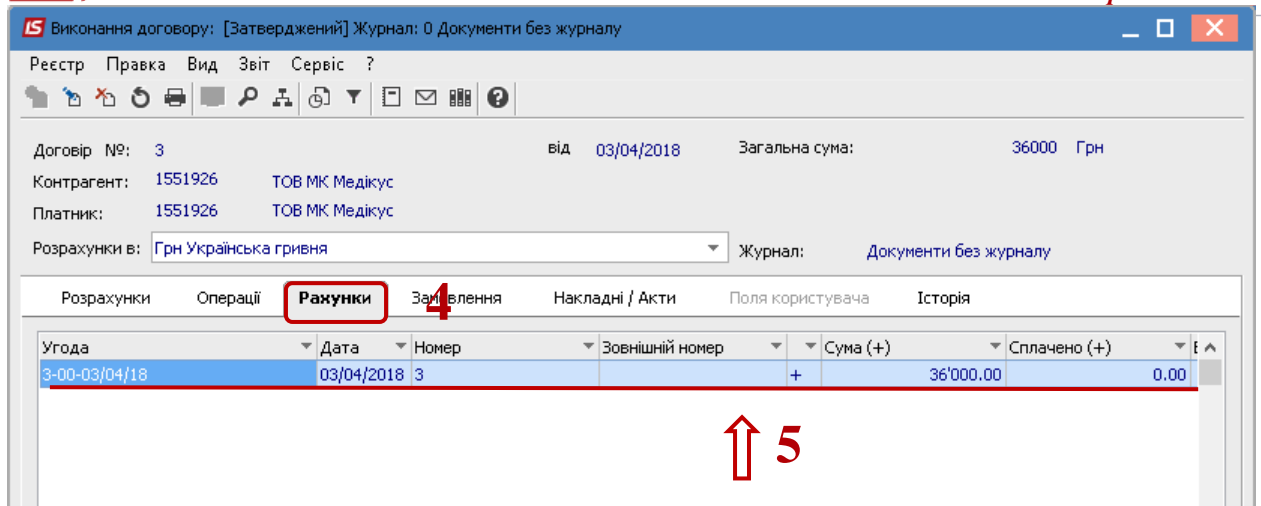 Виконання договору: [Затверджений] Журнал: 0 Документи без журналу
Реєстр Правка Вид Звіт Сервіс ?
Договір №: 3 від 03/04/2018 Загальна сума: 36000 Грн
Контрагент: 1551926 ТОВ МК Медікус
Платник: 1551926 ТОВ МК Медікус
Розрахунки в: Грн Українська гривня Журнал: Документи без журналу
Розрахунки Операції Рахунки 4 Замовлення Накладні / Акти Поля користувача Історія
Угода Дата Номер Зовнішній номер Сума (+) Сплачено (+)
3-00-03/04/18 03/04/2018 3 + 36'000.00 0.00
5